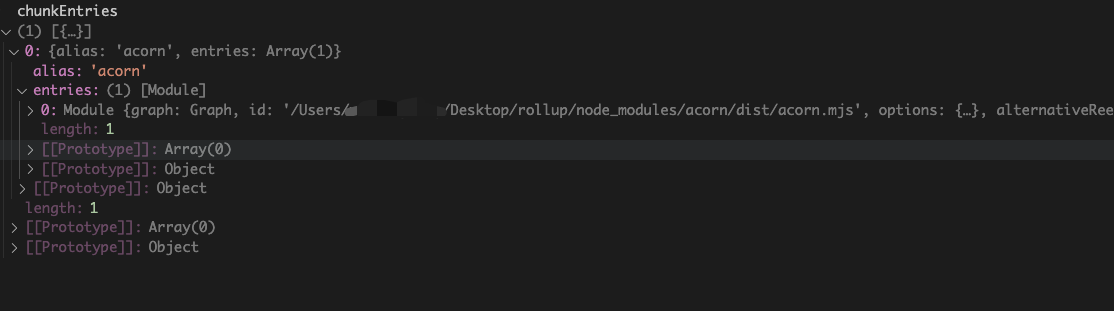 chunkEntries
(1) [{…}]
0: {alias: 'acorn', entries: Array(1)}
alias: 'acorn'
entries: (1) [Module]
0: Module {graph: Graph, id: '/Users/ /Desktop/rollup/node_modules/acorn/dist/acorn.mjs', options: {…}, alternativeRee
length: 1
[[Prototype]]: Array(0)
[[Prototype]]: Object
[[Prototype]]: Object
length: 1
[[Prototype]]: Array(0)
[[Prototype]]: Object